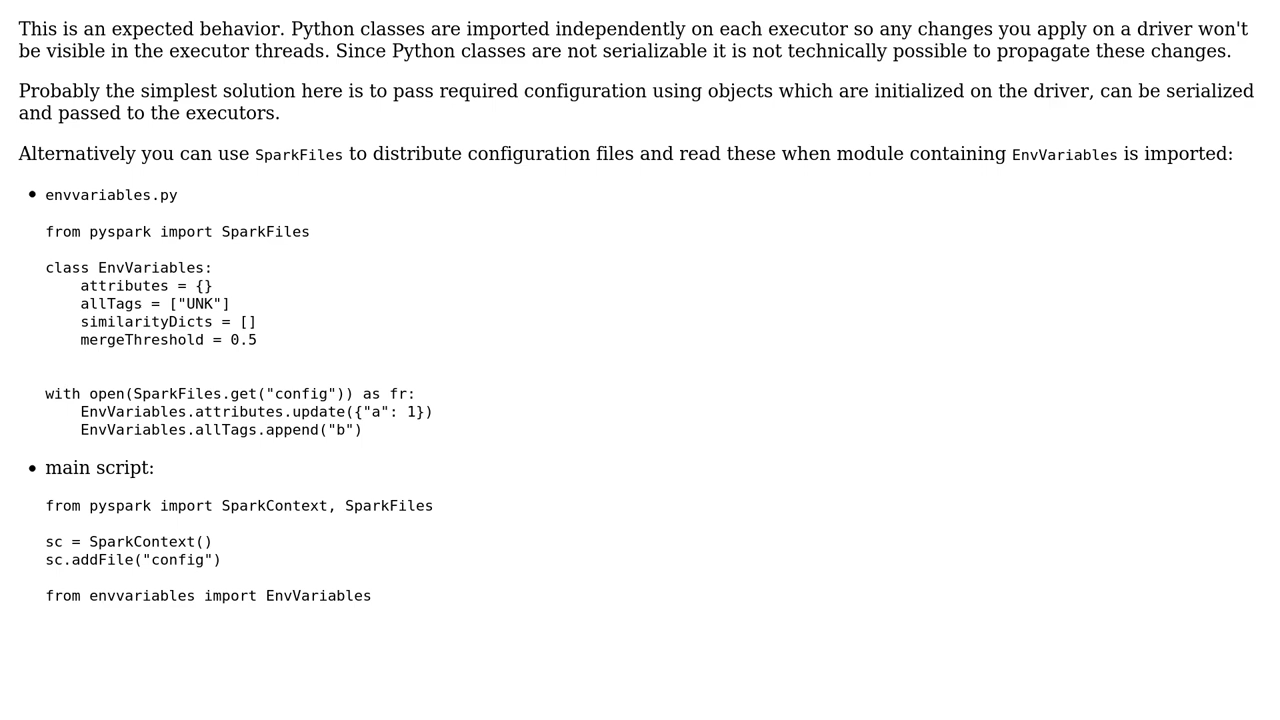 This is an expected behavior. Python classes are imported independently on each executor so any changes you apply on a driver won't
be visible in the executor threads. Since Python classes are not serializable it is not technically possible to propagate these changes.
Probably the simplest solution here is to pass required configuration using objects which are initialized on the driver, can be serialized
and passed to the executors.
Alternatively you can use SparkFiles to distribute configuration files and read these when module containing EnvVariables is imported:
• envvariables.py
from pyspark import SparkFiles
class EnvVariables:
    attributes = {}
    allTags = ["UNK"]
    similarityDicts = []
    mergeThreshold = 0.5
with open(SparkFiles.get("config")) as fr:
    EnvVariables.attributes.update({"a": 1})
    EnvVariables.allTags.append("b")
• main script:
from pyspark import SparkContext, SparkFiles
sc = SparkContext()
sc.addFile("config")
from envvariables import EnvVariables